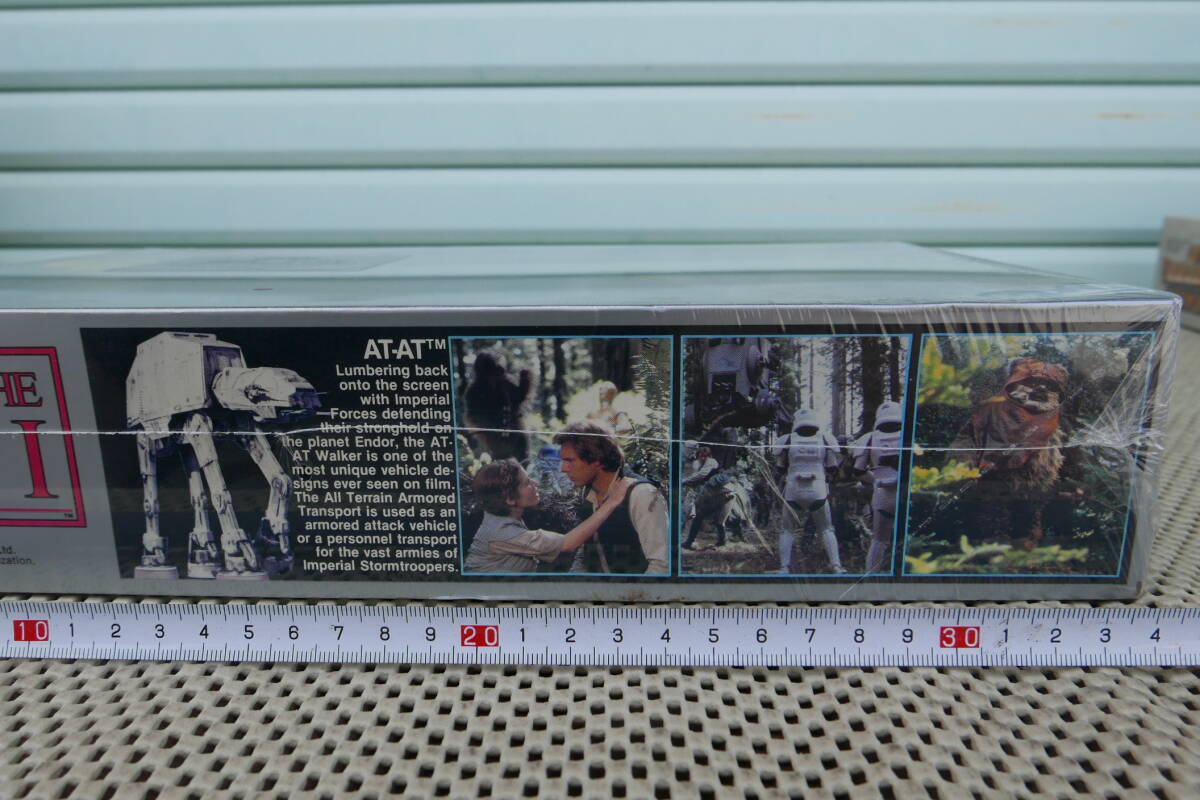 HE
I
TM
Ltd.
zation.
AT-AT™
Lumbering back
onto the screen
with Imperial
Forces defending
their stronghold on
the planet Endor, the AT-
AT Walker is one of the
most unique vehicle de-
signs ever seen on film.
The All Terrain Armored
Transport is used as an
armored attack vehicle
or a personnel transport
for the vast armies of
Imperial Stormtroopers.
10 1 2 3 4 5 6 7 8 9 20 1 2 3 4 5 6 7 8 9 30 1 2 3 4